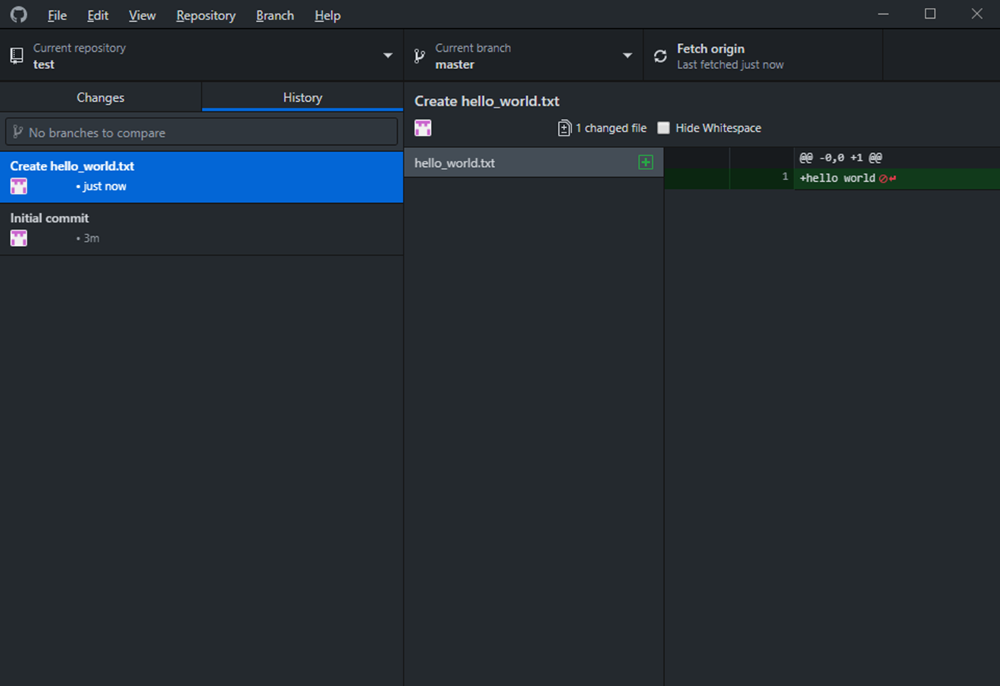 File Edit View Repository Branch Help
Current repository
test
Current branch
master
Fetch origin
Last fetched just now
Changes
History
No branches to compare
Create hello_world.txt
• just now
Initial commit
• 3m
Create hello_world.txt
1 changed file
Hide Whitespace
hello_world.txt
@@ -0,0 +1 @@
1 +hello world